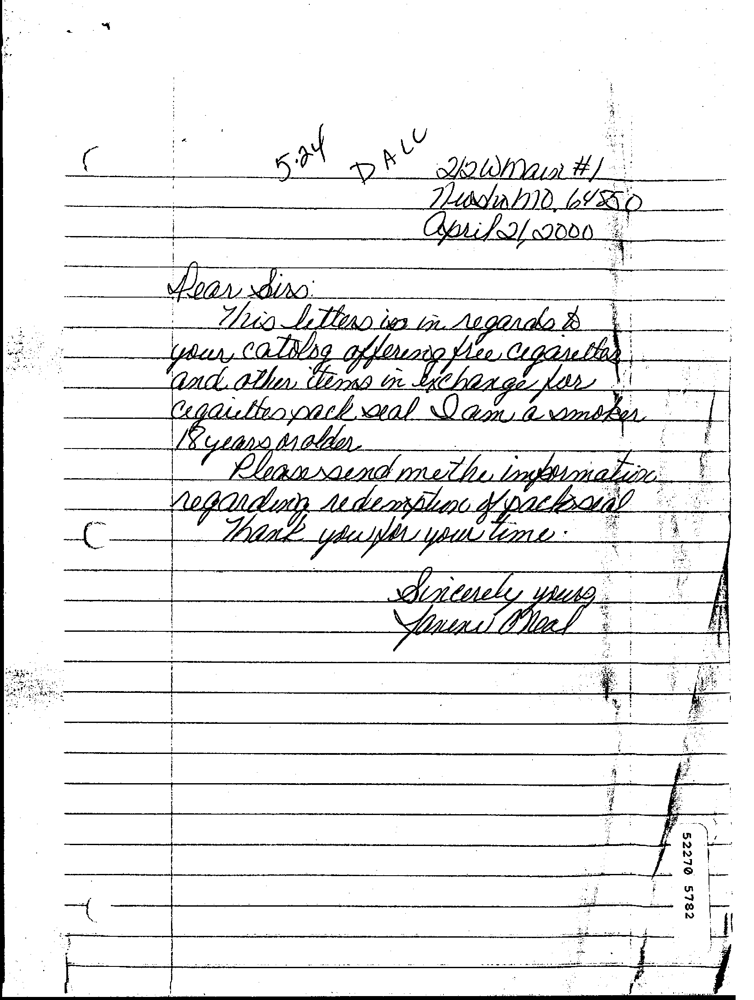 5.24 DALC
212 W Main #1
Neosho MO. 64850
April 21, 2000
Dear Sirs:
This letters is in regards to
your catolog offering free cigarettes
and other items in exchange for
cigarettes pack seal. I am a smoker
18 years or older
Please send me the information
regarding redemption of packs seal
Thank you for your time.
Sincerely yours
Janene O'Neal
52270 5782